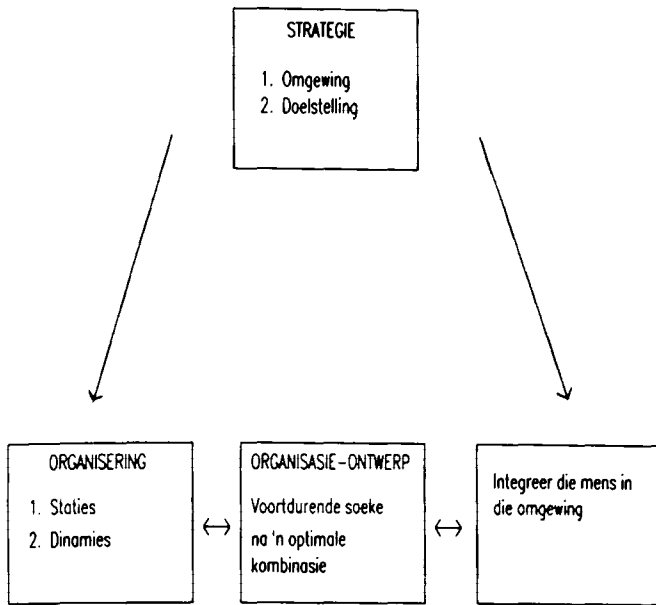 STRATEGIE
1. Omgewing
2. Doelstelling
ORGANISERING
1. Staties
2. Dinamies
ORGANISASIE-ONTWERP
Voortdurende soeke
na 'n optimale
kombinasie
Integreer die mens in
die omgewing